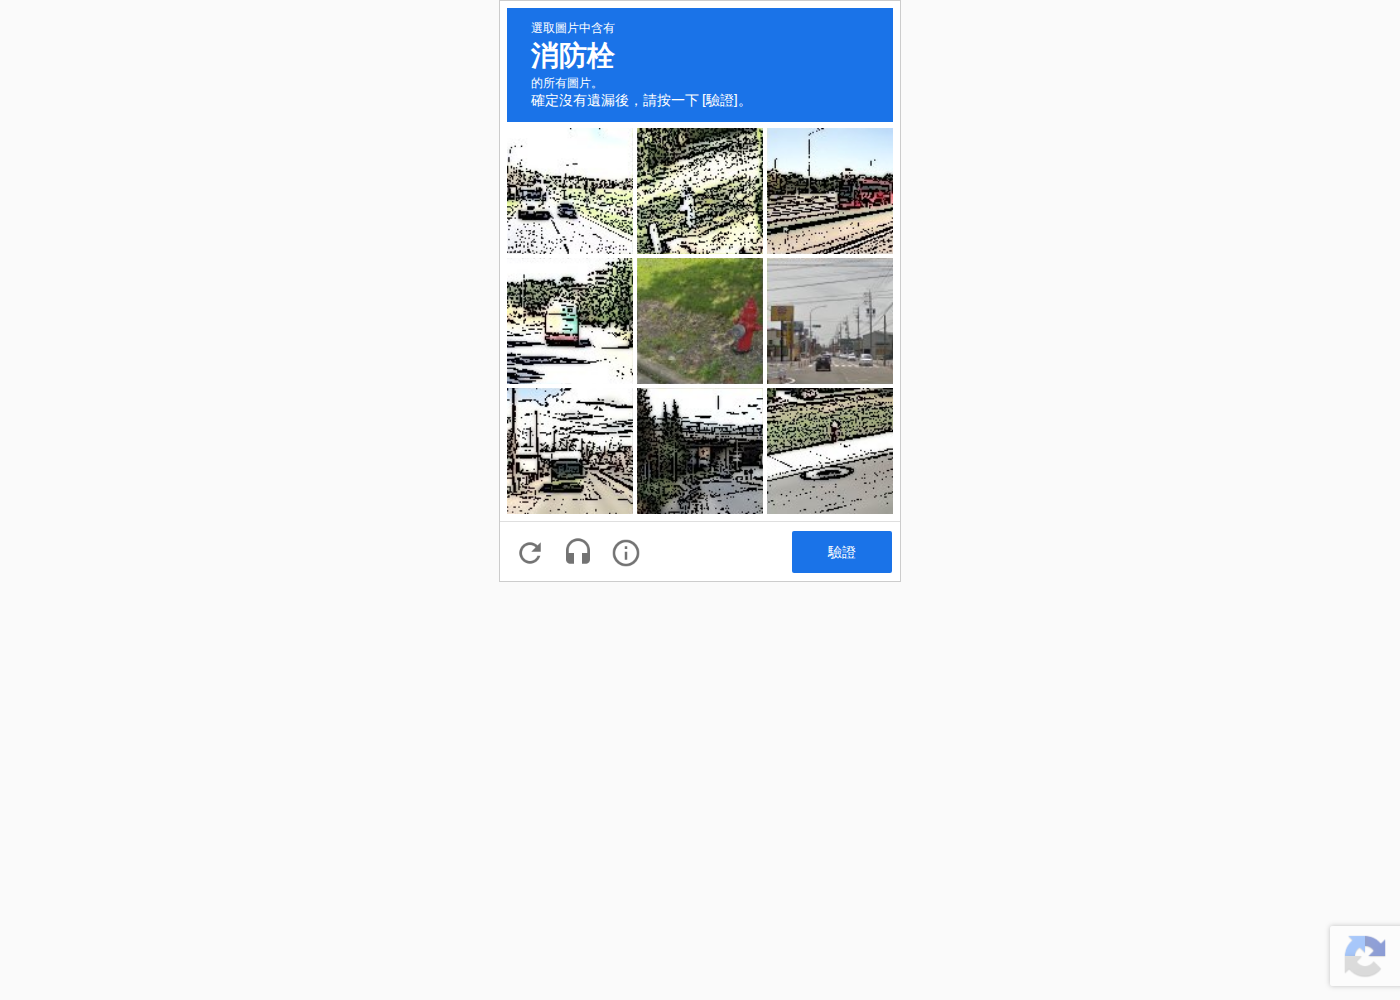 選取圖片中含有
消防栓
的所有圖片。
確定沒有遺漏後，請按一下 [驗證]。
驗證